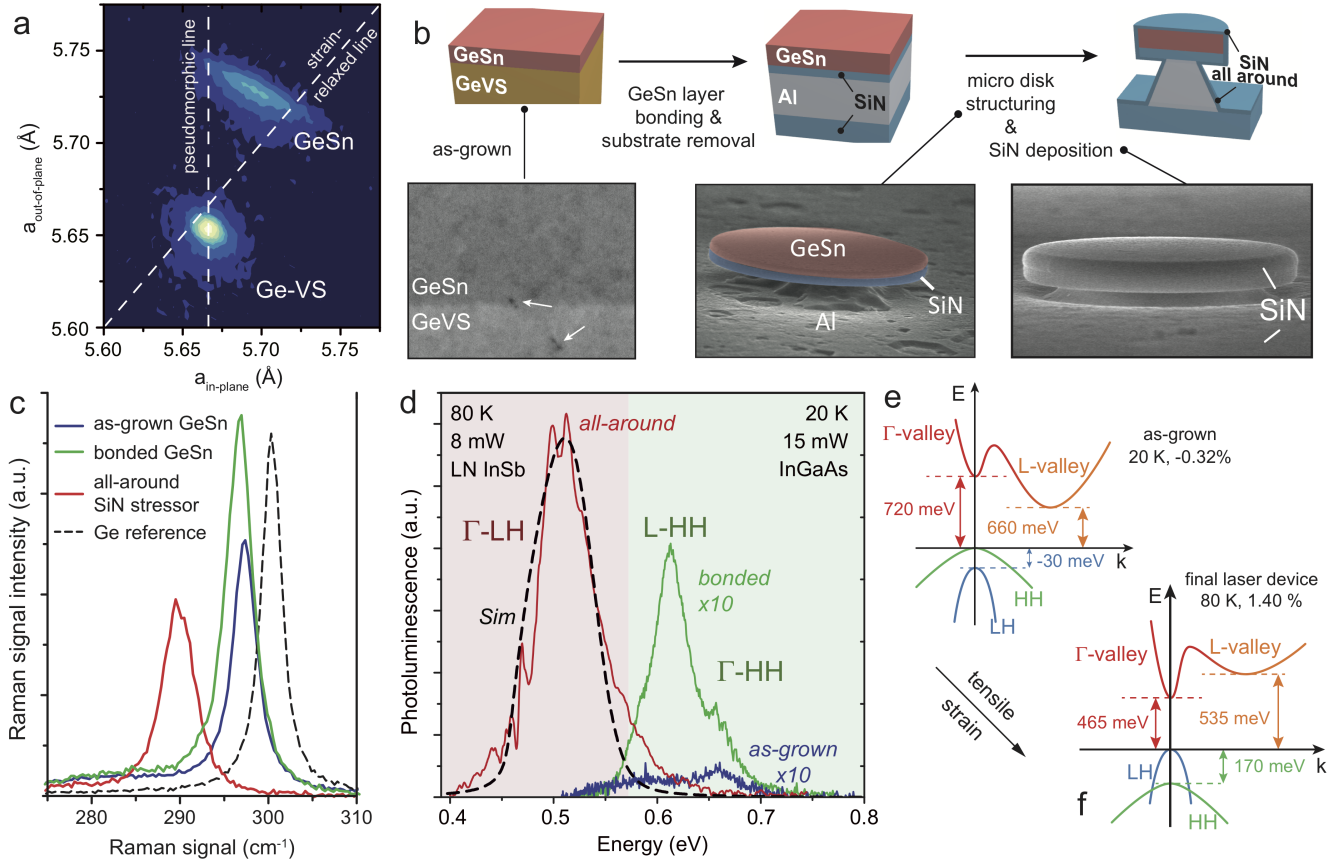 a
5.75
5.70
5.65
5.60
5.60
5.65
5.70
5.75
a out-of-plane (Å)
a in-plane (Å)
pseudomorphic line
strain-
relaxed line
GeSn
Ge-VS
b
GeSn
GeVS
GeSn layer
bonding &
substrate removal
GeSn
Al
SiN
micro disk
structuring
&
SiN deposition
SiN
all around
as-grown
GeSn
GeVS
GeSn
SiN
Al
SiN
c
as-grown GeSn
bonded GeSn
all-around
SiN stressor
Ge reference
Raman signal intensity (a.u.)
280
290
300
310
Raman signal (cm-1)
d
80 K
8 mW
LN InSb
all-around
20 K
15 mW
InGaAs
Γ-LH
L-HH
bonded
x10
Sim
Γ-HH
as-grown
x10
Photoluminescence (a.u.)
0.4
0.5
0.6
0.7
0.8
Energy (eV)
e
E
Γ-valley
L-valley
as-grown
20 K, -0.32%
720 meV
660 meV
k
-30 meV
HH
LH
tensile
strain
final laser device
80 K, 1.40 %
E
Γ-valley
L-valley
465 meV
535 meV
k
LH
170 meV
HH
f